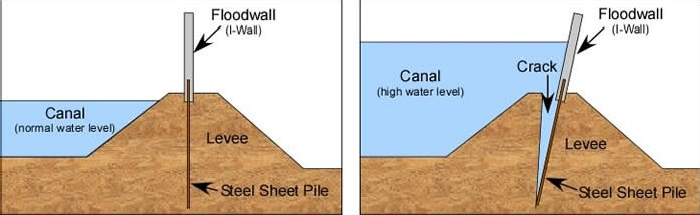 Floodwall
(I-Wall)
Canal
(normal water level)
Levee
Steel Sheet Pile
Floodwall
(I-Wall)
Crack
Canal
(high water level)
Levee
Steel Sheet Pile